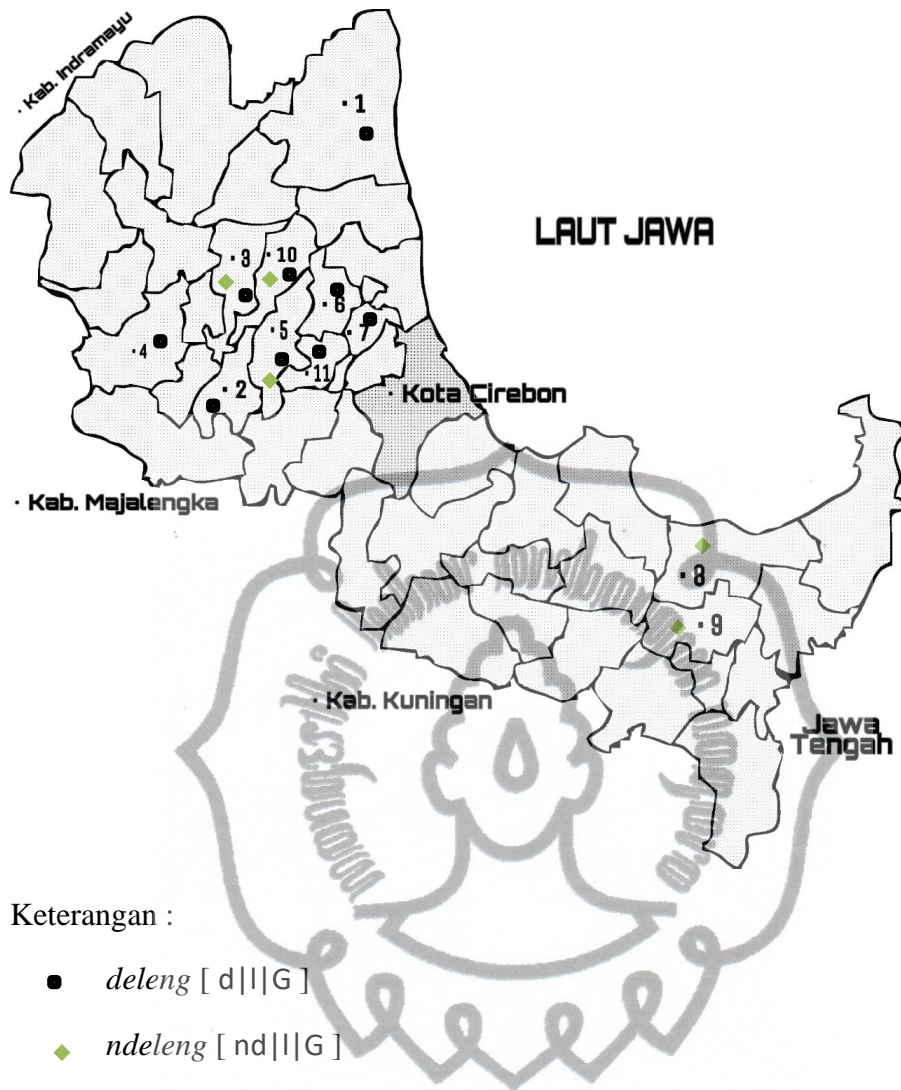 · Kab. Indramayu
· 1
LAUT JAWA
· 3
· 10
· 6
· 5
· 7
· 4
· 11
· 2
· Kota Cirebon
· Kab. Majalengka
· 8
· 9
· Kab. Kuningan
Jawa
Tengah
Keterangan :
deleng [ d|l|G ]
ndeleng [ nd|l|G ]